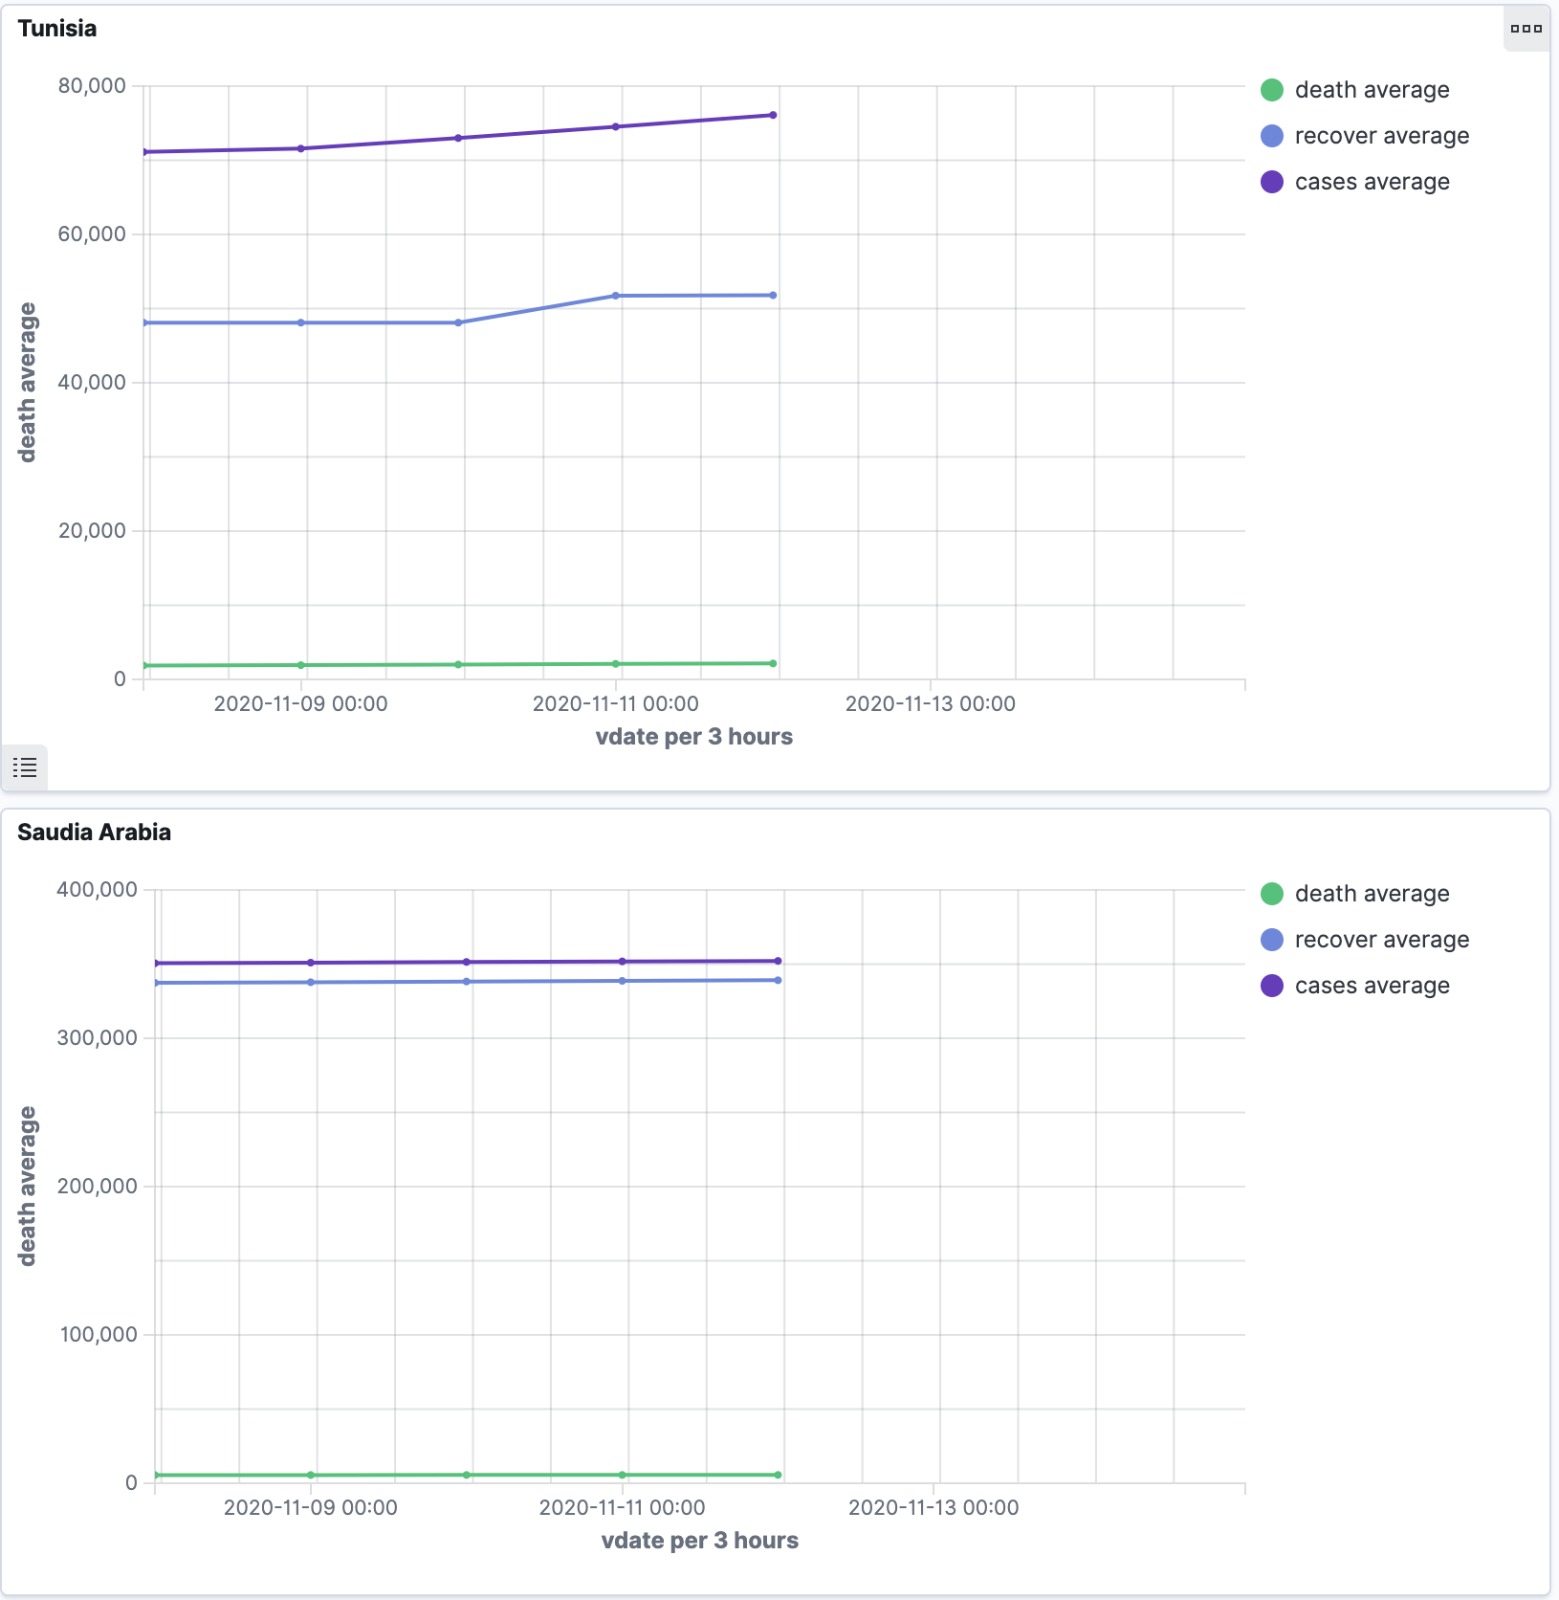 Tunisia
80,000
60,000
40,000
20,000
0
death average
2020-11-09 00:00
2020-11-11 00:00
2020-11-13 00:00
vdate per 3 hours
death average
recover average
cases average
Saudia Arabia
400,000
300,000
200,000
100,000
0
death average
2020-11-09 00:00
2020-11-11 00:00
2020-11-13 00:00
vdate per 3 hours
death average
recover average
cases average